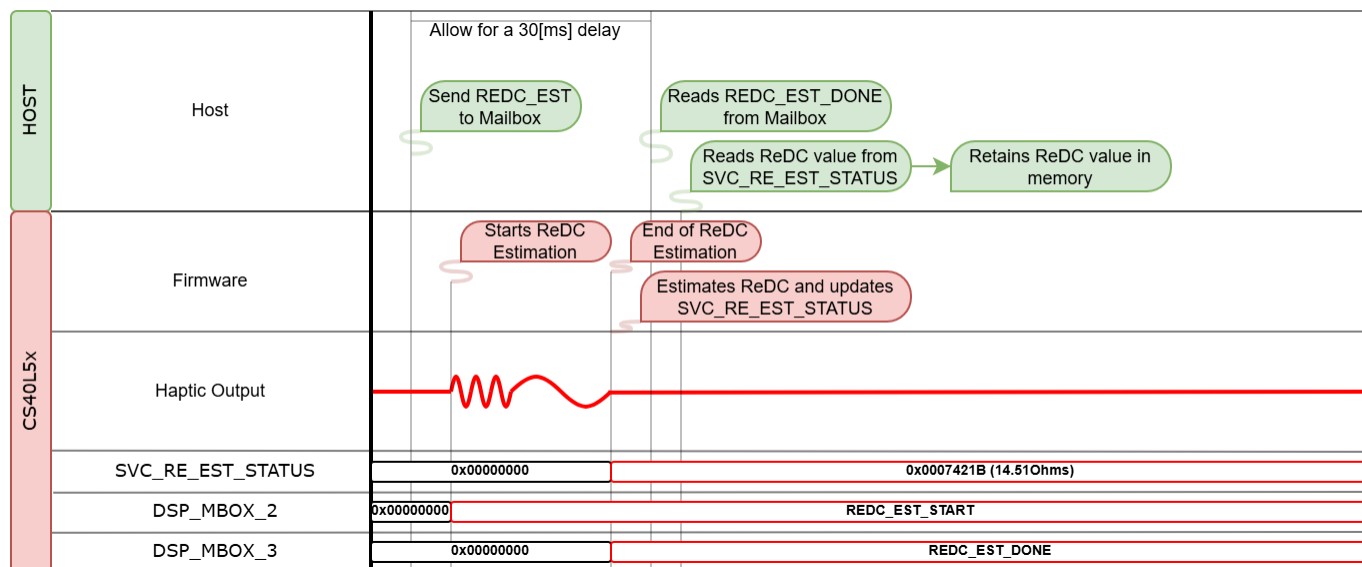 Allow for a 30[ms] delay
HOST
Host
Send REDC_EST
to Mailbox
Reads REDC_EST_DONE
from Mailbox
Reads ReDC value from
SVC_RE_EST_STATUS
Retains ReDC value in
memory
CS40L5x
Firmware
Starts ReDC
Estimation
End of ReDC
Estimation
Estimates ReDC and updates
SVC_RE_EST_STATUS
Haptic Output
SVC_RE_EST_STATUS
0x00000000
0x0007421B (14.51Ohms)
DSP_MBOX_2
0x00000000
REDC_EST_START
DSP_MBOX_3
0x00000000
REDC_EST_DONE